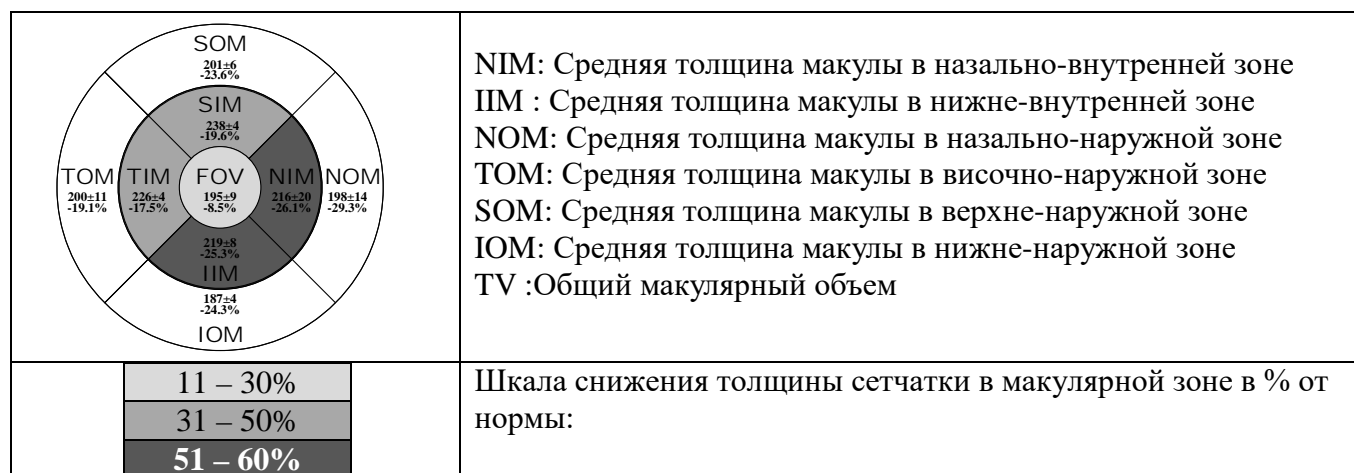 SOM
201±6
-23.6%
SIM
238±4
-19.6%
TOM TIM FOV NIM NOM
200±11 226±4 195±9 216±20 198±14
-19.1% -17.5% -8.5% -26.1% -29.3%
219±8
-25.3%
IIM
187±4
-24.3%
IOM
NIM: Средняя толщина макулы в назально-внутренней зоне
IIM : Средняя толщина макулы в нижне-внутренней зоне
NOM: Средняя толщина макулы в назально-наружной зоне
TOM: Средняя толщина макулы в височно-наружной зоне
SOM: Средняя толщина макулы в верхне-наружной зоне
IOM: Средняя толщина макулы в нижне-наружной зоне
TV :Общий макулярный объем
11 – 30%
31 – 50%
51 – 60%
Шкала снижения толщины сетчатки в макулярной зоне в % от
нормы: